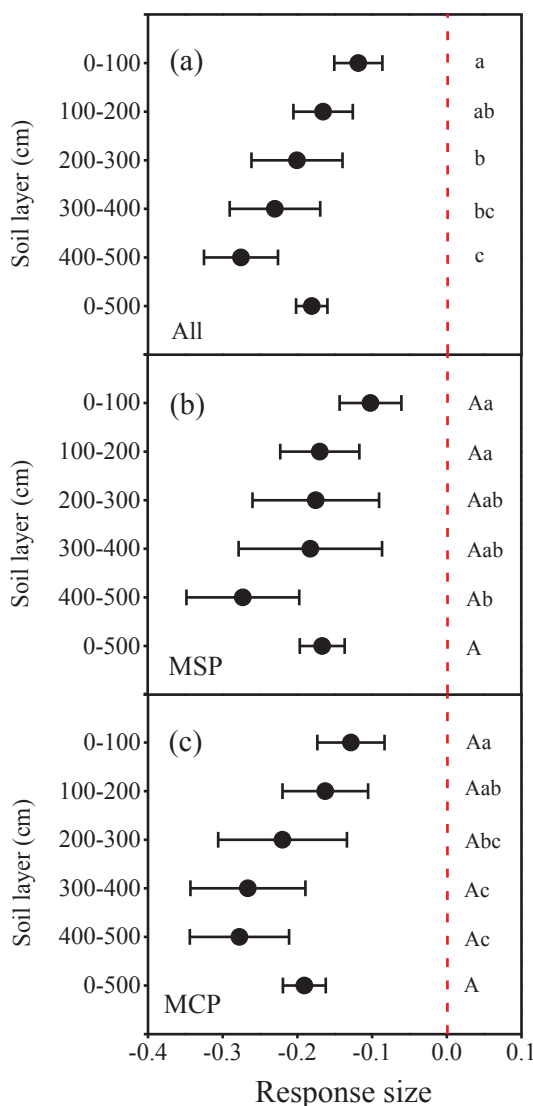 (a)
Soil layer (cm)
0-100 a
100-200 ab
200-300 b
300-400 bc
400-500 c
0-500
All
(b)
Soil layer (cm)
0-100 Aa
100-200 Aa
200-300 Aab
300-400 Aab
400-500 Ab
0-500 A
MSP
(c)
Soil layer (cm)
0-100 Aa
100-200 Aab
200-300 Abc
300-400 Ac
400-500 Ac
0-500 A
MCP
-0.4 -0.3 -0.2 -0.1 0.0 0.1
Response size